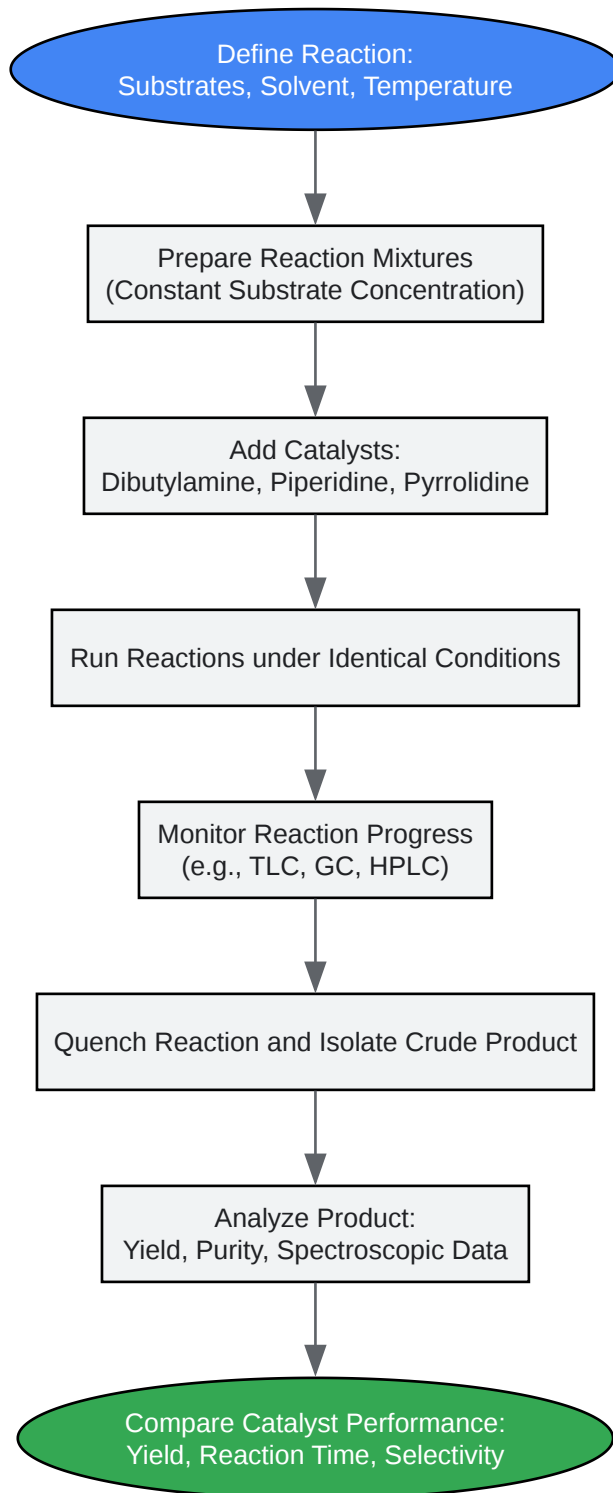 Define Reaction:
Substrates, Solvent, Temperature
Prepare Reaction Mixtures
(Constant Substrate Concentration)
Add Catalysts:
Dibutylamine, Piperidine, Pyrrolidine
Run Reactions under Identical Conditions
Monitor Reaction Progress
(e.g., TLC, GC, HPLC)
Quench Reaction and Isolate Crude Product
Analyze Product:
Yield, Purity, Spectroscopic Data
Compare Catalyst Performance:
Yield, Reaction Time, Selectivity